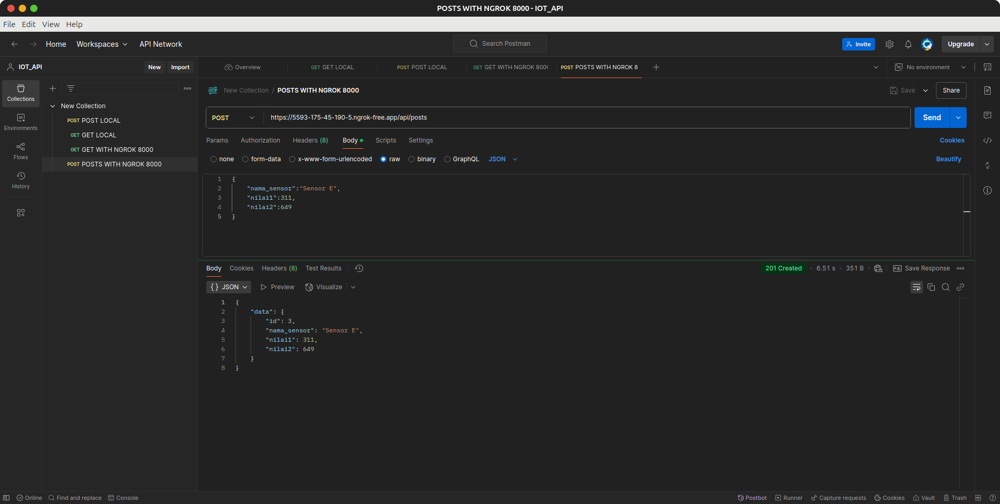 POSTS WITH NGROK 8000 - IOT_API
File Edit View Help
Home Workspaces API Network Search Postman Invite Upgrade
IOT_API New Import Overview GET GET LOCAL POST POST LOCAL GET GET WITH NGROK 800 POST POSTS WITH NGROK 8 No environment
Collections
New Collection / POSTS WITH NGROK 8000 Save Share
New Collection
POST POST LOCAL
GET GET LOCAL
GET GET WITH NGROK 8000
POST POSTS WITH NGROK 8000
Environments
Flows
History
POST https://5593-175-45-190-5.ngrok-free.app/api/posts Send
Params Authorization Headers (8) Body Scripts Settings Cookies
none form-data x-www-form-urlencoded raw binary GraphQL JSON Beautify
1 {
2 "nama_sensor":"Sensor E",
3 "nilai1":311,
4 "nilai2":649
5 }
Body Cookies Headers (8) Test Results 201 Created • 6.51 s • 351 B • e.g. Save Response
{} JSON Preview Visualize
1 {
2 "data": {
3 "id": 3,
4 "nama_sensor": "Sensor E",
5 "nilai1": 311,
6 "nilai2": 649
7 }
8 }
Online Find and replace Console Postbot Runner Capture requests Cookies Vault Trash